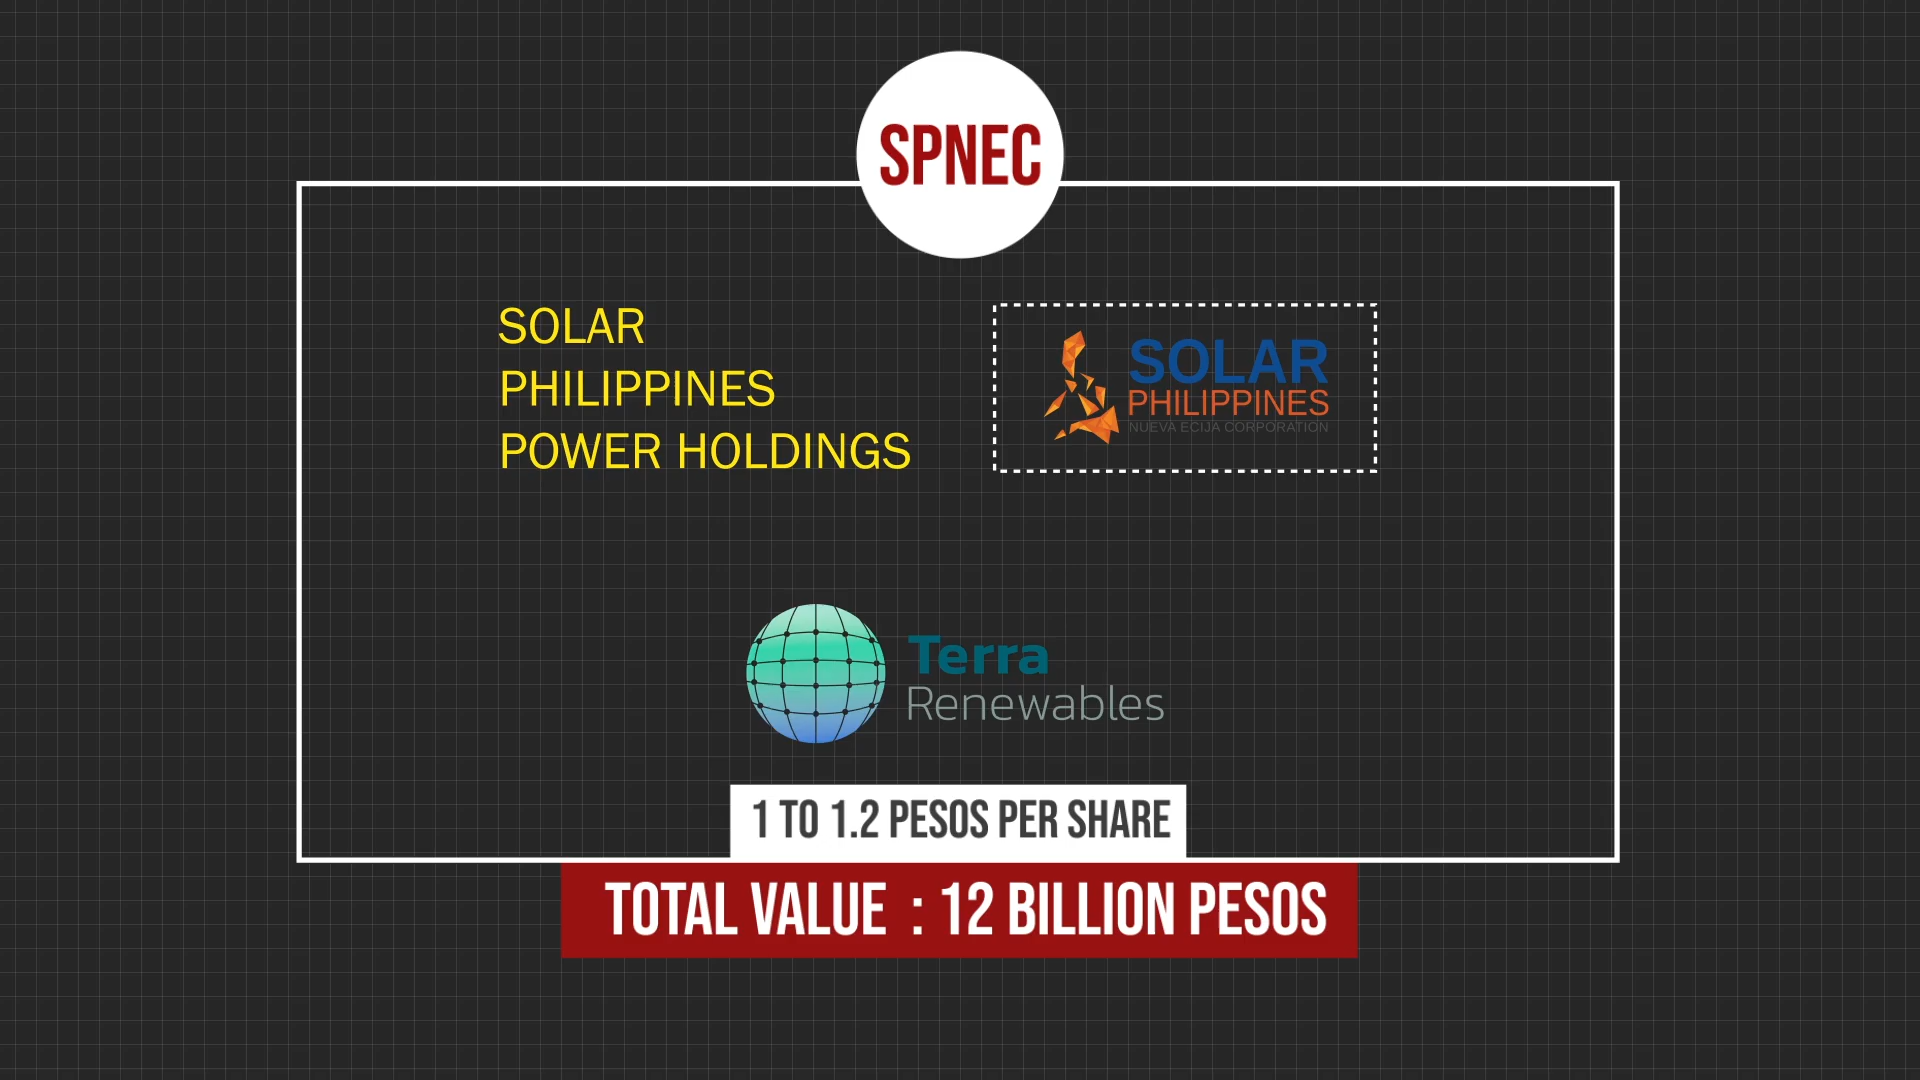 SPNEC
SOLAR
PHILIPPINES
POWER HOLDINGS
SOLAR
PHILIPPINES
NUEVA ECIJA CORPORATION
Terra
Renewables
1 TO 1.2 PESOS PER SHARE
TOTAL VALUE : 12 BILLION PESOS